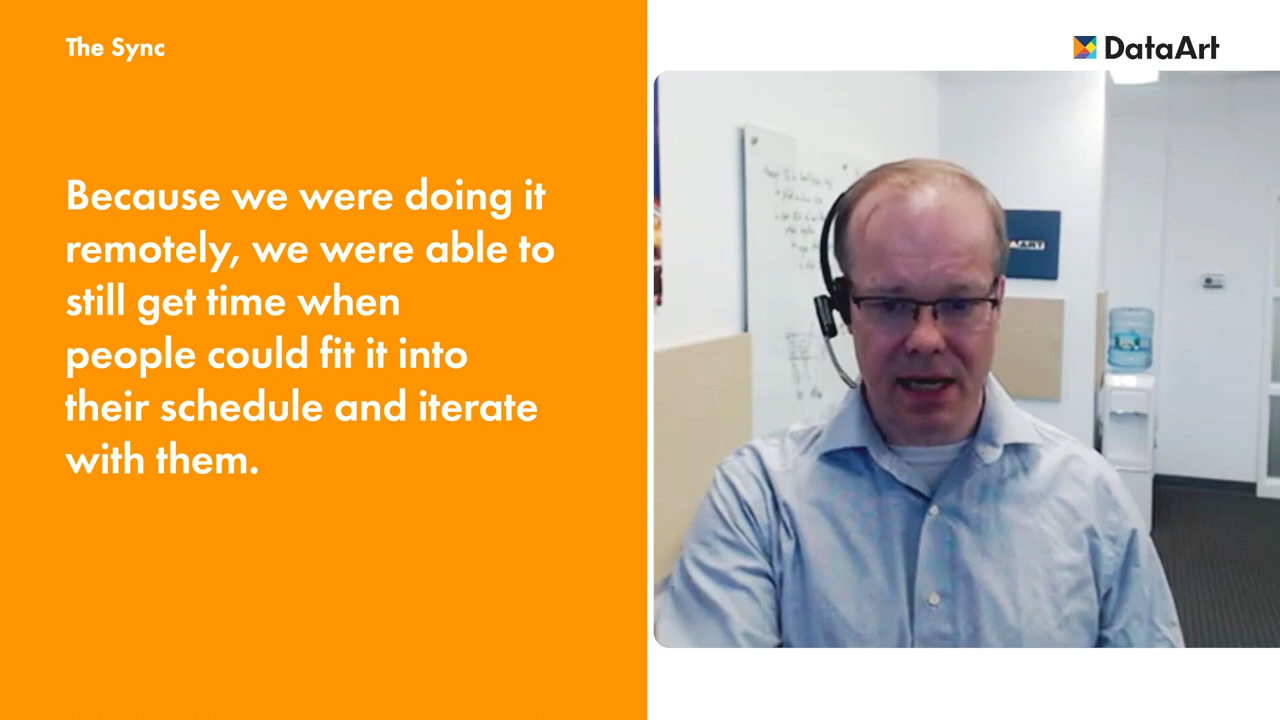 The Sync
DataArt
Because we were doing it
remotely, we were able to
still get time when
people could fit it into
their schedule and iterate
with them.